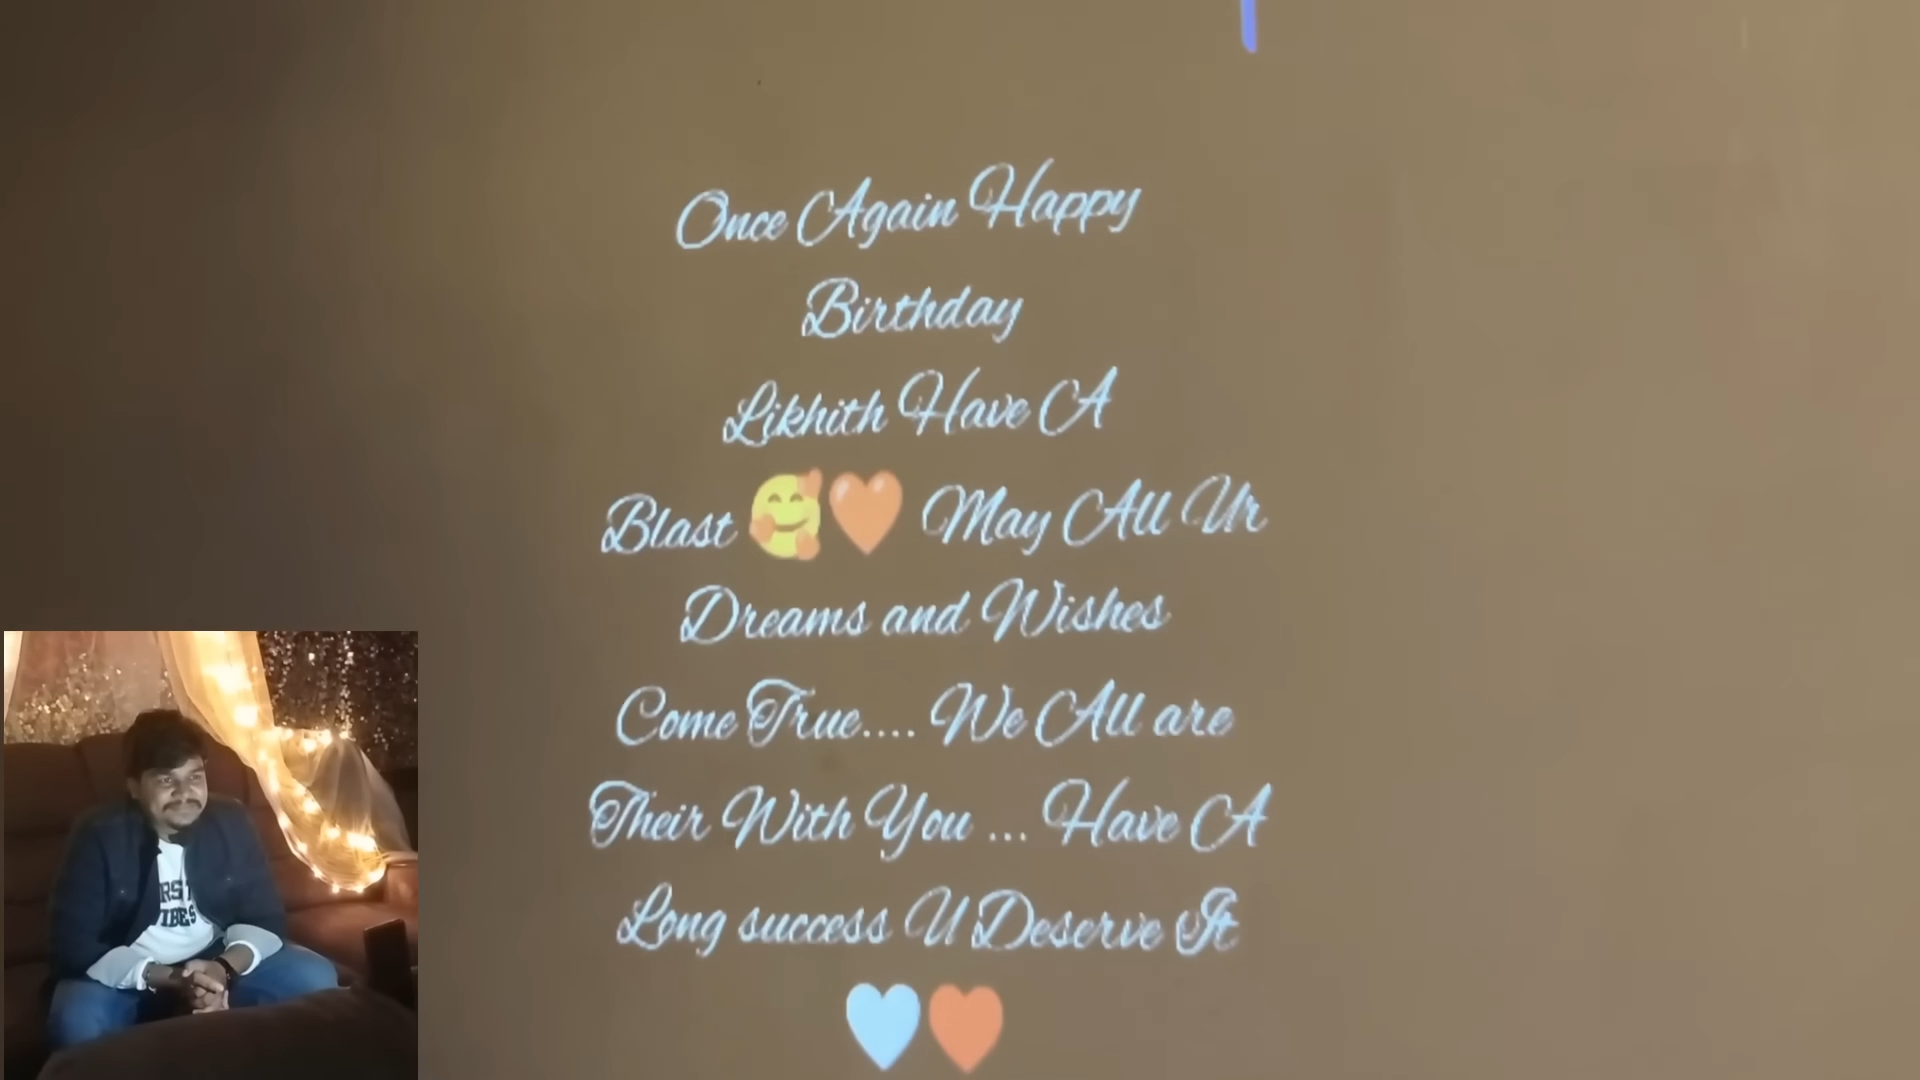 Once Again Happy
Birthday
Likhith Have A
Blast 🥰🧡 May All Ur
Dreams and Wishes
Come True.... We All are
Their With You ... Have A
Long success U Deserve It
🩵🧡
VIBES